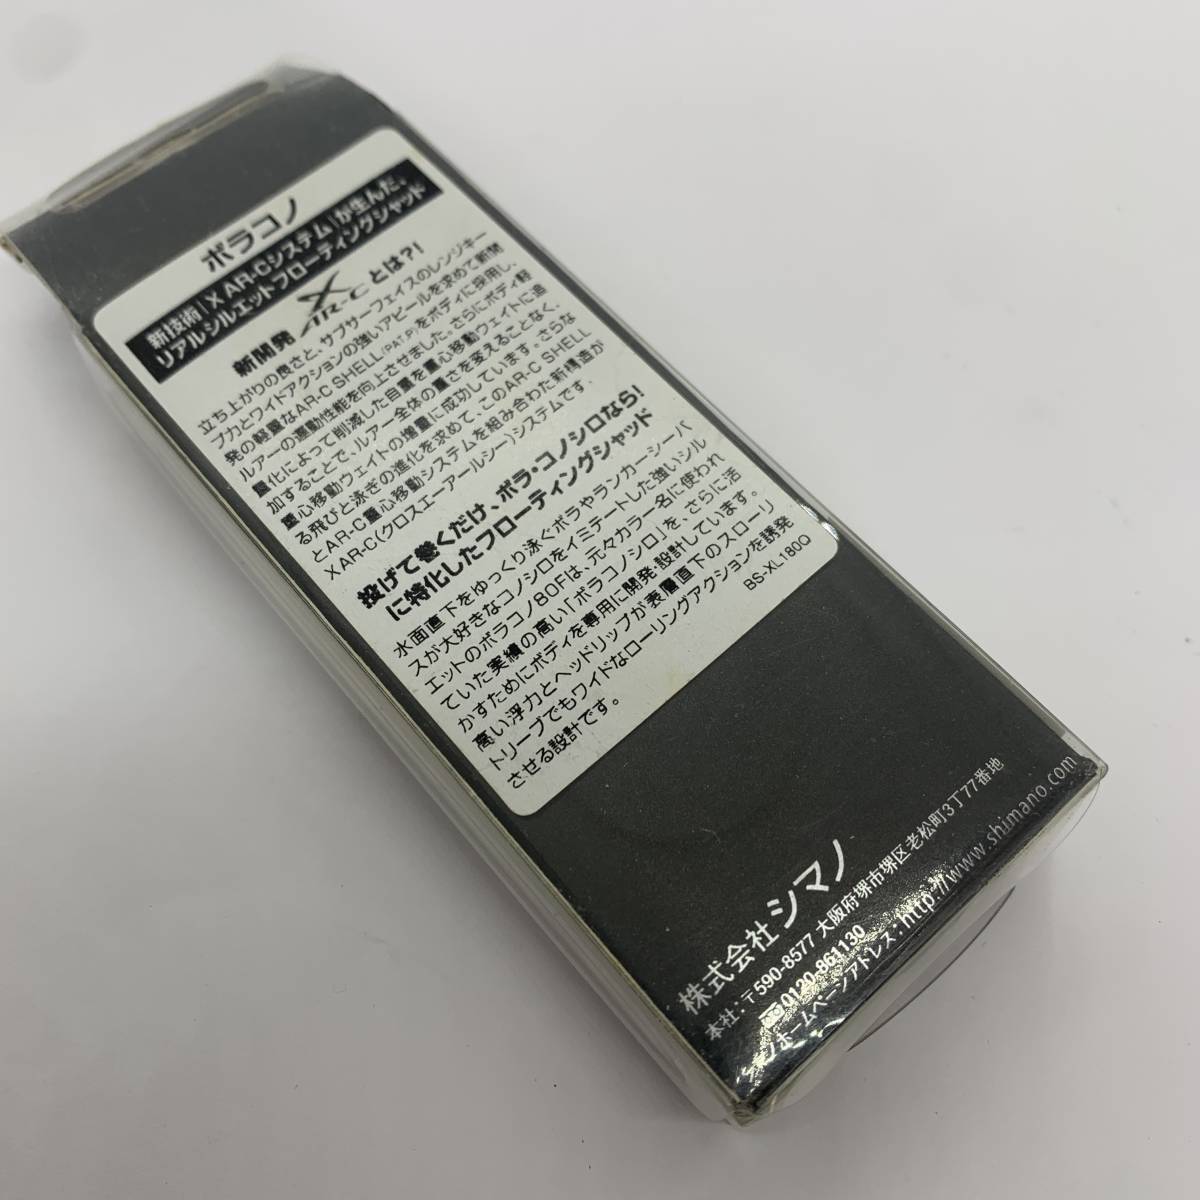 ボラコノ
新技術「X AR-Cシステム」が生んだ、
リアルシルエットフローティングシャッド
新開発 X AR-C とは?!
立ち上がりの良さと、サブサーフェイスのレンジキー
プ力とワイドアクションの強いアピールを求めて新開
発の軽量なAR-C SHELL(PAT.P)をボディに採用し、
ルアーの運動性能を向上させました。さらにボディ軽
量化によって削減した自量を重心移動ウェイトに追
加することで、ルアー全体の重さを変えることなく、
重心移動ウェイトの増量に成功しています。さらな
る飛びと泳ぎの進化を求めて、このAR-C SHELL
とAR-C重心移動システムを組み合わた新構造が
X AR-C(クロスエーアールシー)システムです。
投げて巻くだけ、ボラ・コノシロなら!
に特化したフローティングシャッド
水面直下をゆっくり泳ぐボラやランカーシーバ
スが大好きなコノシロをイミテートした強いシル
エットのボラコノ80Fは、元々カラー名に使われ
ていた実績の高い「ボラコノシロ」を、さらに活
かすためにボディを専用に開発・設計しています。
高い浮力とヘッドリップが表層直下のスローリ
トリーブでもワイドなローリングアクションを誘発
させる設計です。
BS-XL180Q
株式会社シマノ
本社:〒590-8577 大阪府堺市堺区老松町3丁77番地
0120-861130
シマノホームページアドレス:http://www.shimano.com